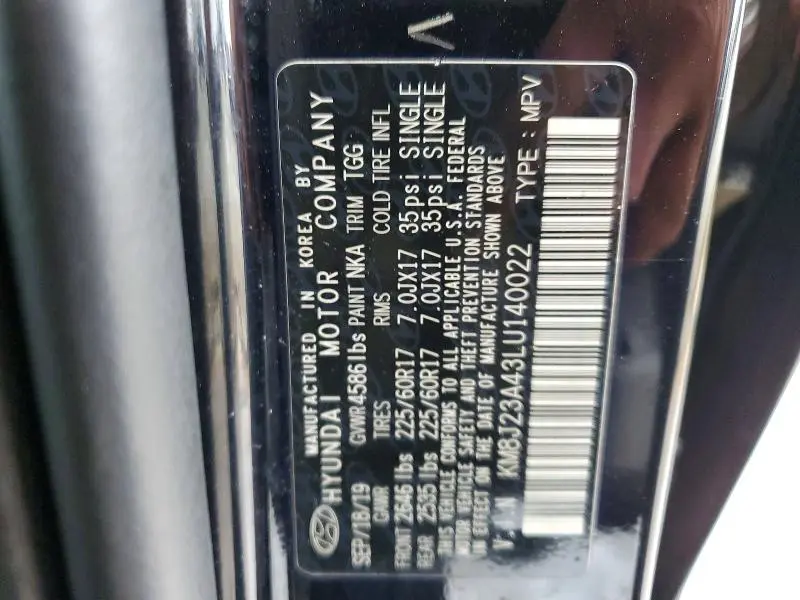 MANUFACTURED IN KOREA BY
HYUNDAI MOTOR COMPANY
SEP/18/19 GVWR 4586 lbs PAINT NKA TRIM TGG
GAWR TIRES RIMS COLD TIRE INFL
FRONT 2646 lbs 225/60R17 7.0JX17 35psi SINGLE
REAR 2535 lbs 225/60R17 7.0JX17 35psi SINGLE
THIS VEHICLE CONFORMS TO ALL APPLICABLE U.S.A. FEDERAL
MOTOR VEHICLE SAFETY AND THEFT PREVENTION STANDARDS
IN EFFECT ON THE DATE OF MANUFACTURE SHOWN ABOVE
V.I.N KM8J23A43LU140022 TYPE : MPV